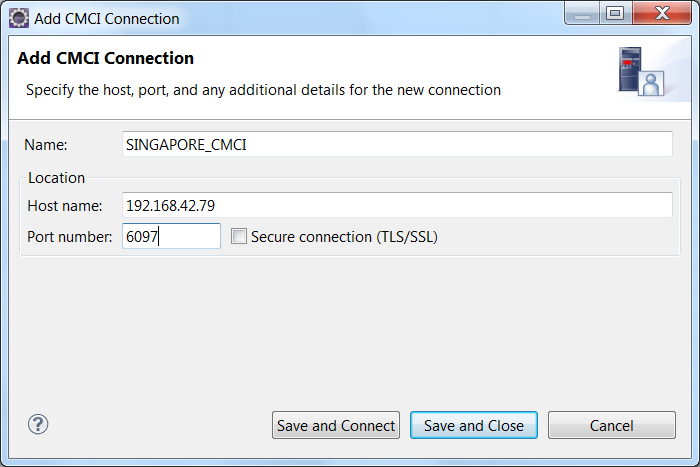 Add CMCI Connection
Add CMCI Connection
Specify the host, port, and any additional details for the new connection
Name: SINGAPORE_CMCI
Location
Host name: 192.168.42.79
Port number: 6097 Secure connection (TLS/SSL)
? Save and Connect Save and Close Cancel